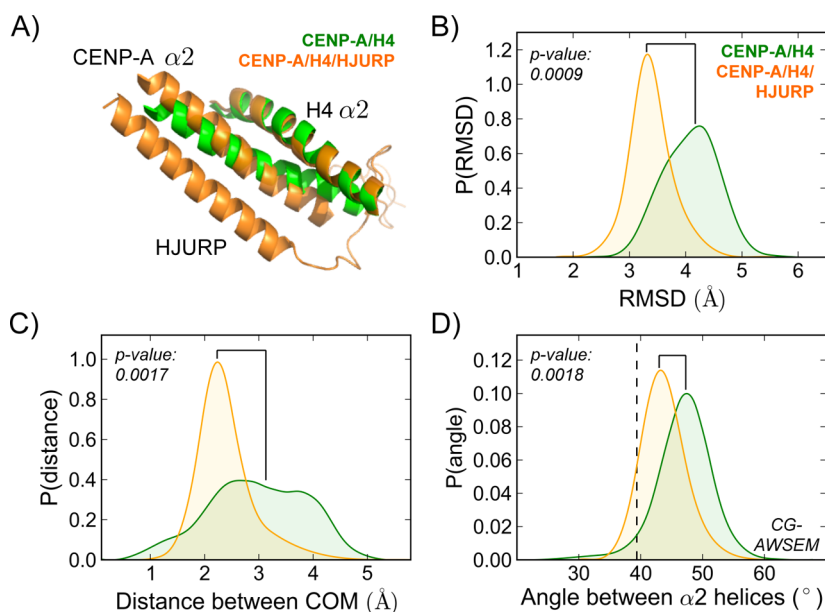 A)
CENP-A/H4
CENP-A/H4/HJURP
CENP-A α2
H4 α2
HJURP
B)
p-value:
0.0009
CENP-A/H4
CENP-A/H4/
HJURP
P(RMSD)
1.2
1.0
0.8
0.6
0.4
0.2
0.0
1 2 3 4 5 6
RMSD (Å)
C)
p-value:
0.0017
P(distance)
1.0
0.8
0.6
0.4
0.2
0.0
1 2 3 4 5
Distance between COM (Å)
D)
p-value:
0.0018
P(angle)
0.12
0.10
0.08
0.06
0.04
0.02
0.00
CG-
AWSEM
30 40 50 60
Angle between α2 helices (°)